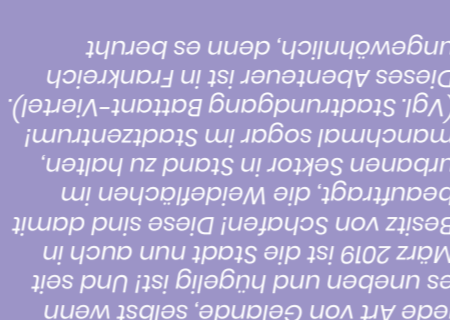 jede Art von Gelände, selbst wenn
es uneben und hügelig ist! Und seit
März 2019 ist die Stadt nun auch in
Besitz von Schafen! Diese sind damit
beauftragt, die Weideflächen im
urbanen Sektor in Stand zu halten,
manchmal sogar im Stadtzentrum!
(Vgl. Stadtrundgang Battant-Viertel).
Dieses Abenteuer ist in Frankreich
ungewöhnlich, denn es beruht